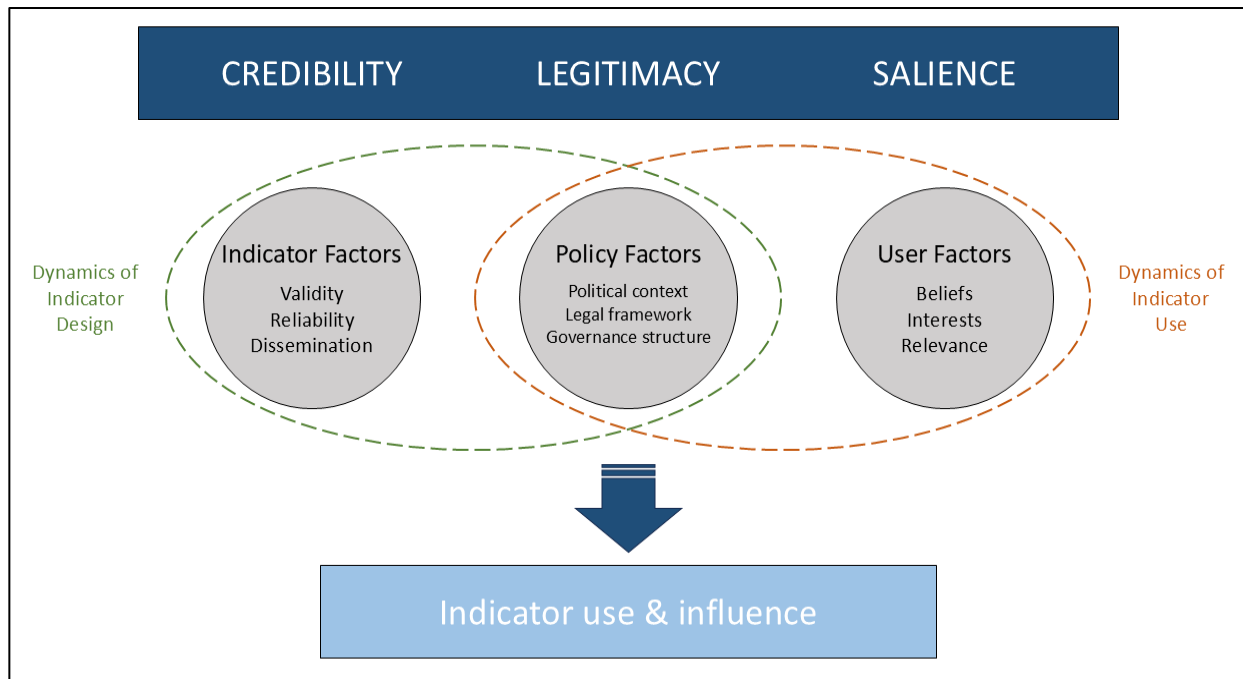 CREDIBILITY LEGITIMACY SALIENCE
Dynamics of
Indicator
Design
Indicator Factors
Validity
Reliability
Dissemination
Policy Factors
Political context
Legal framework
Governance structure
User Factors
Beliefs
Interests
Relevance
Dynamics of
Indicator
Use
Indicator use & influence